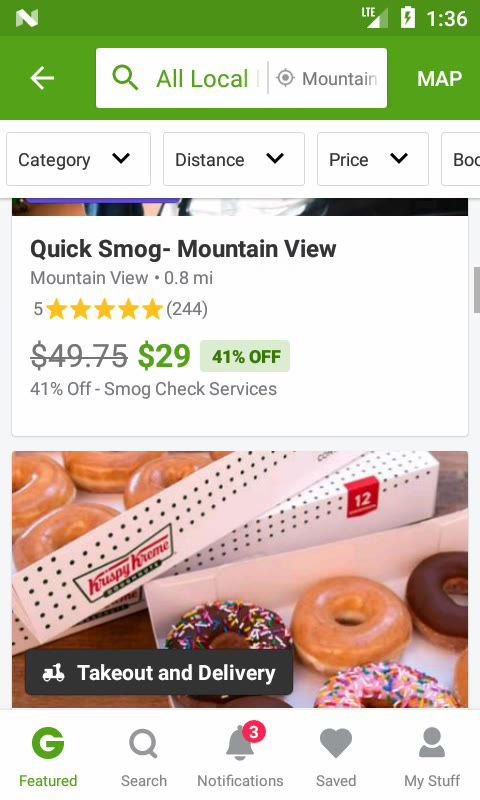 LTE 1:36
All Local Mountain MAP
Category Distance Price Boo
Quick Smog- Mountain View
Mountain View • 0.8 mi
5 (244)
$49.75 $29 41% OFF
41% Off - Smog Check Services
12
Krispy Kreme
DOUGHNUTS
Takeout and Delivery
3
Featured Search Notifications Saved My Stuff